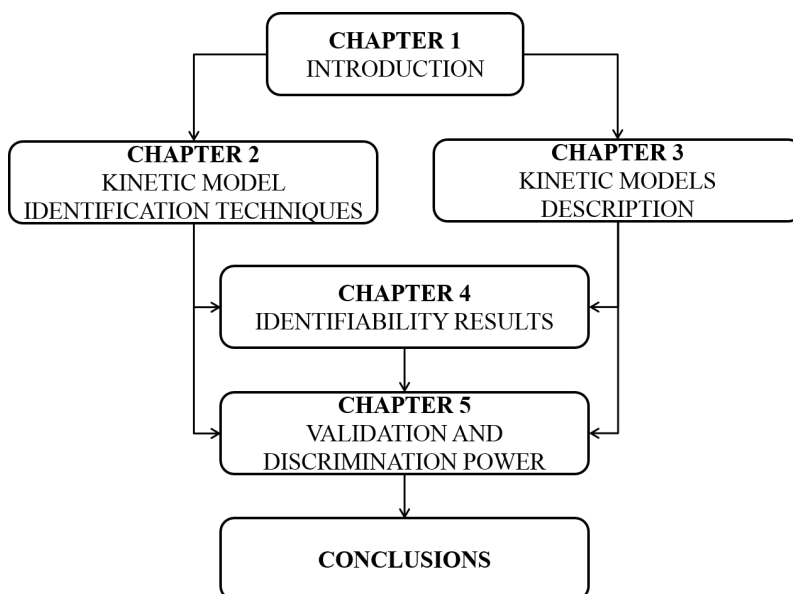 CHAPTER 1
INTRODUCTION
CHAPTER 2
KINETIC MODEL
IDENTIFICATION TECHNIQUES
CHAPTER 3
KINETIC MODELS
DESCRIPTION
CHAPTER 4
IDENTIFIABILITY RESULTS
CHAPTER 5
VALIDATION AND
DISCRIMINATION POWER
CONCLUSIONS